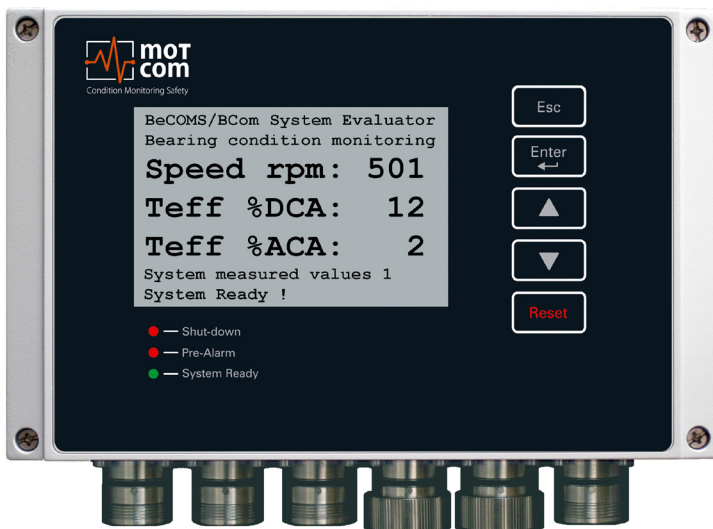 moT
com
Condition Monitoring Safety
BeCOMS/BCom System Evaluator
Bearing condition monitoring
Speed rpm: 501
Teff %DCA: 12
Teff %ACA: 2
System measured values 1
System Ready !
Esc
Enter
Reset
Shut-down
Pre-Alarm
System Ready